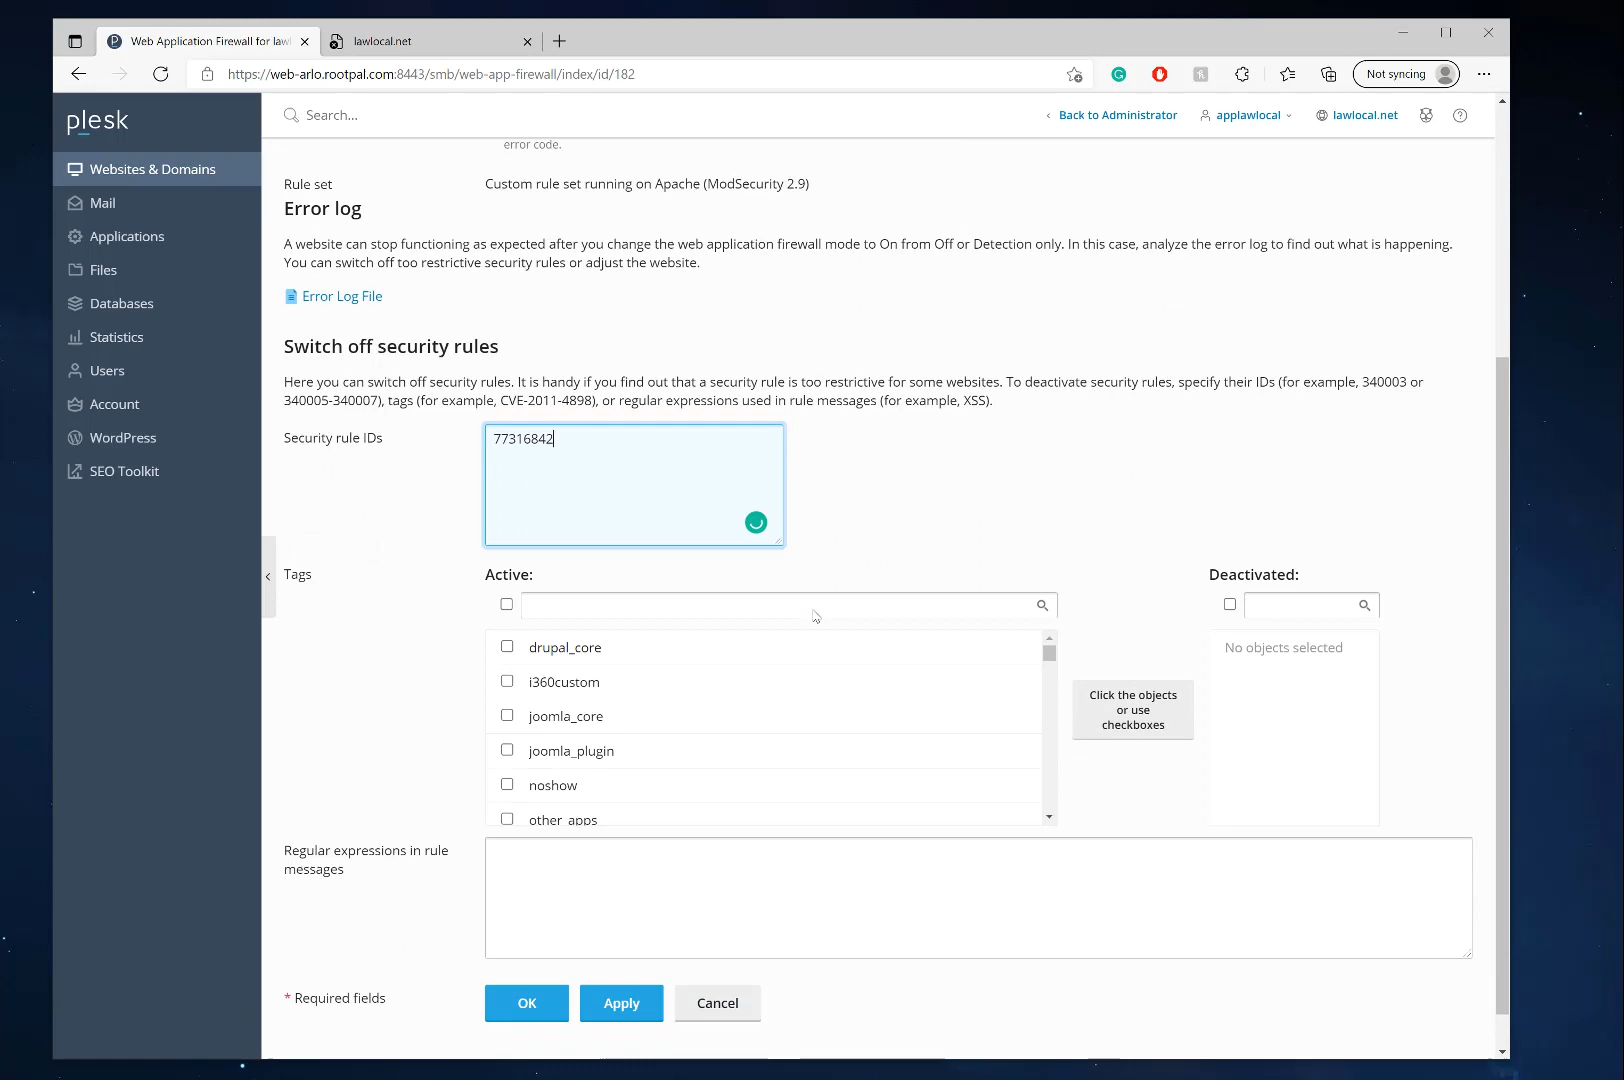 Web Application Firewall for lawl
lawlocal.net
https://web-arlo.rootpal.com:8443/smb/web-app-firewall/index/id/182
Not syncing
plesk
Search...
Back to Administrator
applawlocal
lawlocal.net
Websites & Domains
Mail
Applications
Files
Databases
Statistics
Users
Account
WordPress
SEO Toolkit
error code.
Rule set
Custom rule set running on Apache (ModSecurity 2.9)
Error log
A website can stop functioning as expected after you change the web application firewall mode to On from Off or Detection only. In this case, analyze the error log to find out what is happening.
You can switch off too restrictive security rules or adjust the website.
Error Log File
Switch off security rules
Here you can switch off security rules. It is handy if you find out that a security rule is too restrictive for some websites. To deactivate security rules, specify their IDs (for example, 340003 or
340005-340007), tags (for example, CVE-2011-4898), or regular expressions used in rule messages (for example, XSS).
Security rule IDs
77316842
Tags
Active:
Deactivated:
drupal_core
i360custom
joomla_core
joomla_plugin
noshow
other_apps
Click the objects
or use
checkboxes
No objects selected
Regular expressions in rule
messages
* Required fields
OK
Apply
Cancel